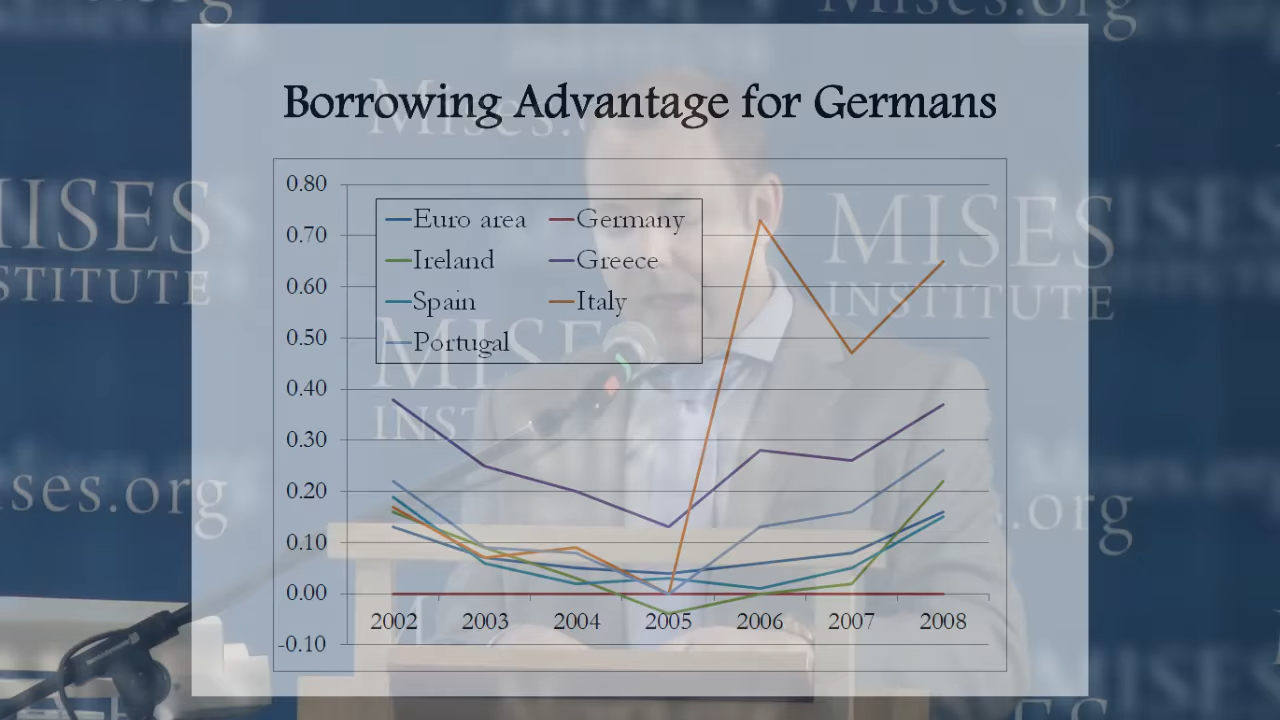 Mises.org
Borrowing Advantage for Germans
0.80
0.70
0.60
0.50
0.40
0.30
0.20
0.10
0.00
-0.10
Euro area
Germany
Ireland
Greece
Spain
Italy
Portugal
2002 2003 2004 2005 2006 2007 2008
MISES
INSTITUTE
MISES
INSTITUTE
MISES
.org